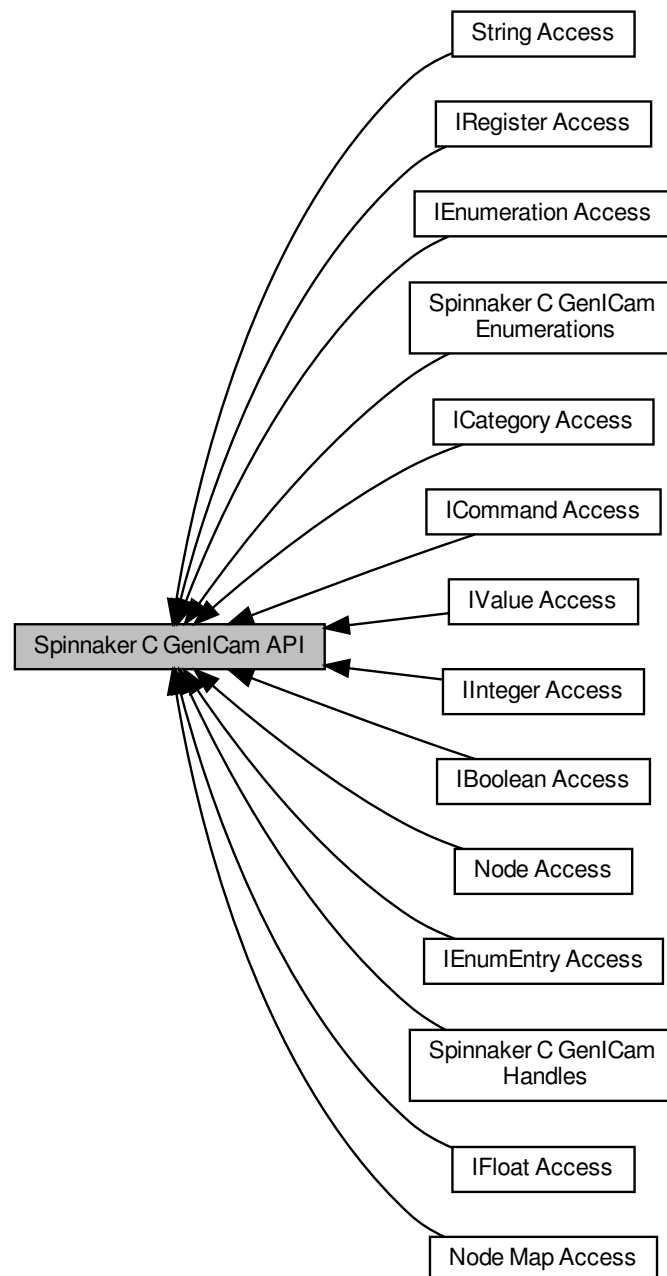 String Access
IRegister Access
IEnumeration Access
Spinnaker C GenICam
Enumerations
ICategory Access
ICommand Access
IValue Access
Spinnaker C GenICam API
IInteger Access
IBoolean Access
Node Access
IEnumEntry Access
Spinnaker C GenICam
Handles
IFloat Access
Node Map Access